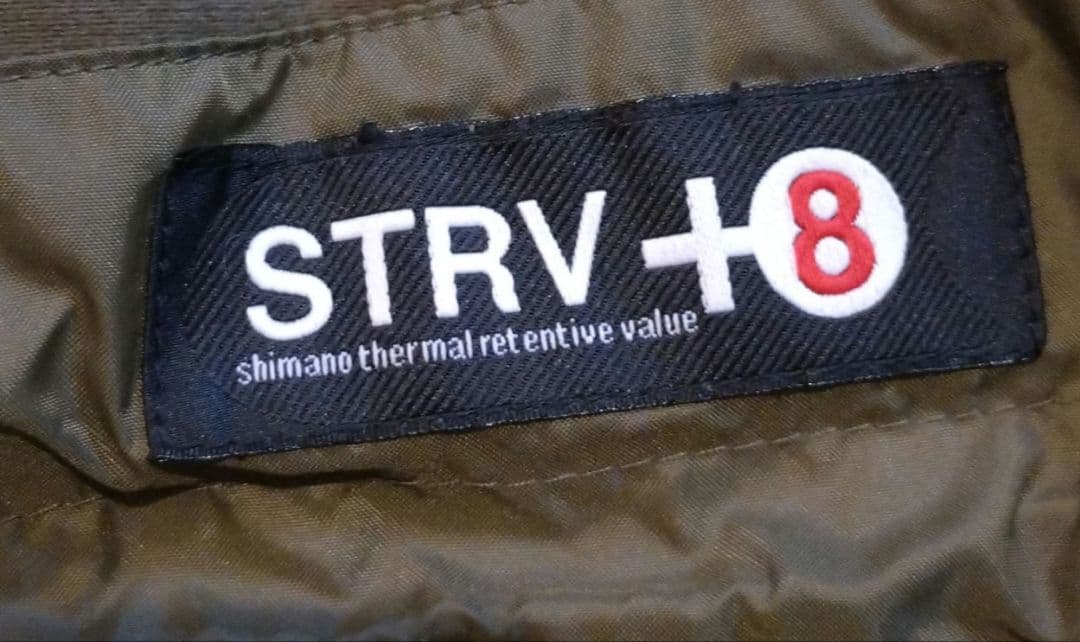 STRV +8
shimano thermal retentive value